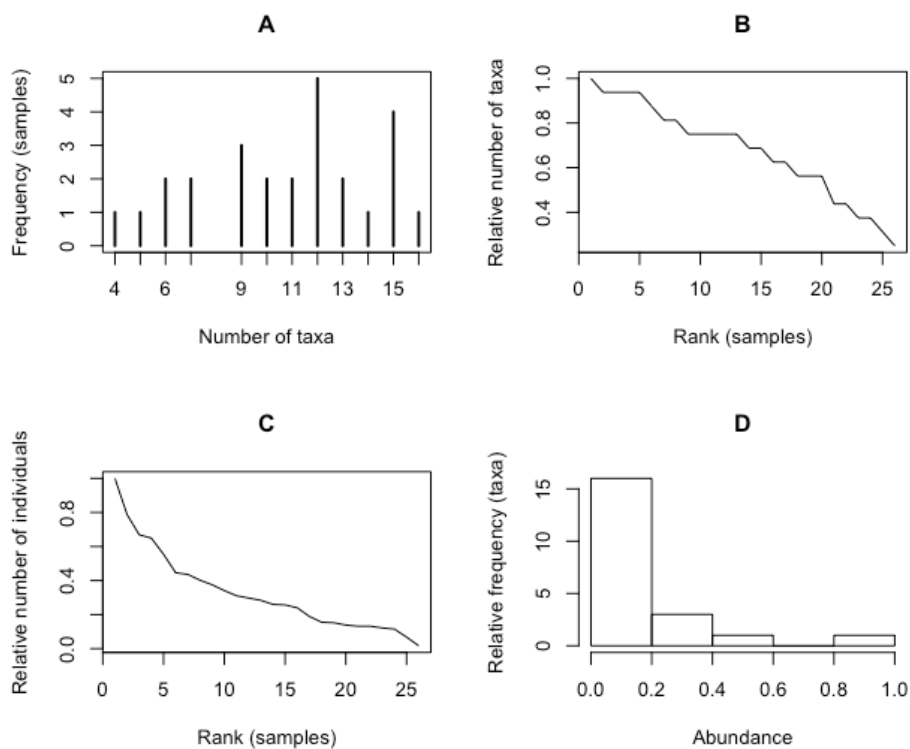 A
Frequency (samples)
5
4
3
2
1
0
4 6 9 11 13 15
Number of taxa
B
Relative number of taxa
1.0
0.8
0.6
0.4
0 5 10 15 20 25
Rank (samples)
C
Relative number of individuals
0.8
0.4
0.0
0 5 10 15 20 25
Rank (samples)
D
Relative frequency (taxa)
15
5
0
0.0 0.2 0.4 0.6 0.8 1.0
Abundance